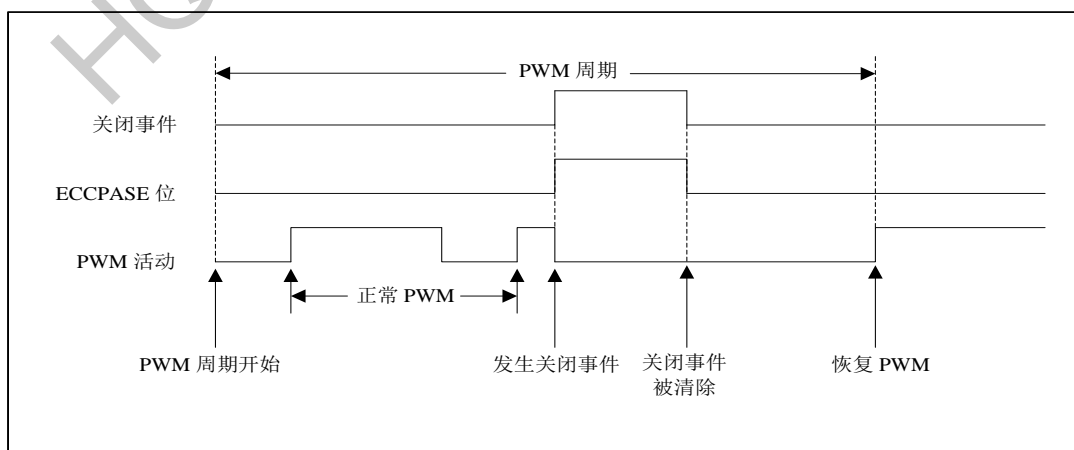 PWM 周期
关闭事件
ECCPASE 位
PWM 活动
正常 PWM
PWM 周期开始
发生关闭事件
关闭事件
被清除
恢复 PWM